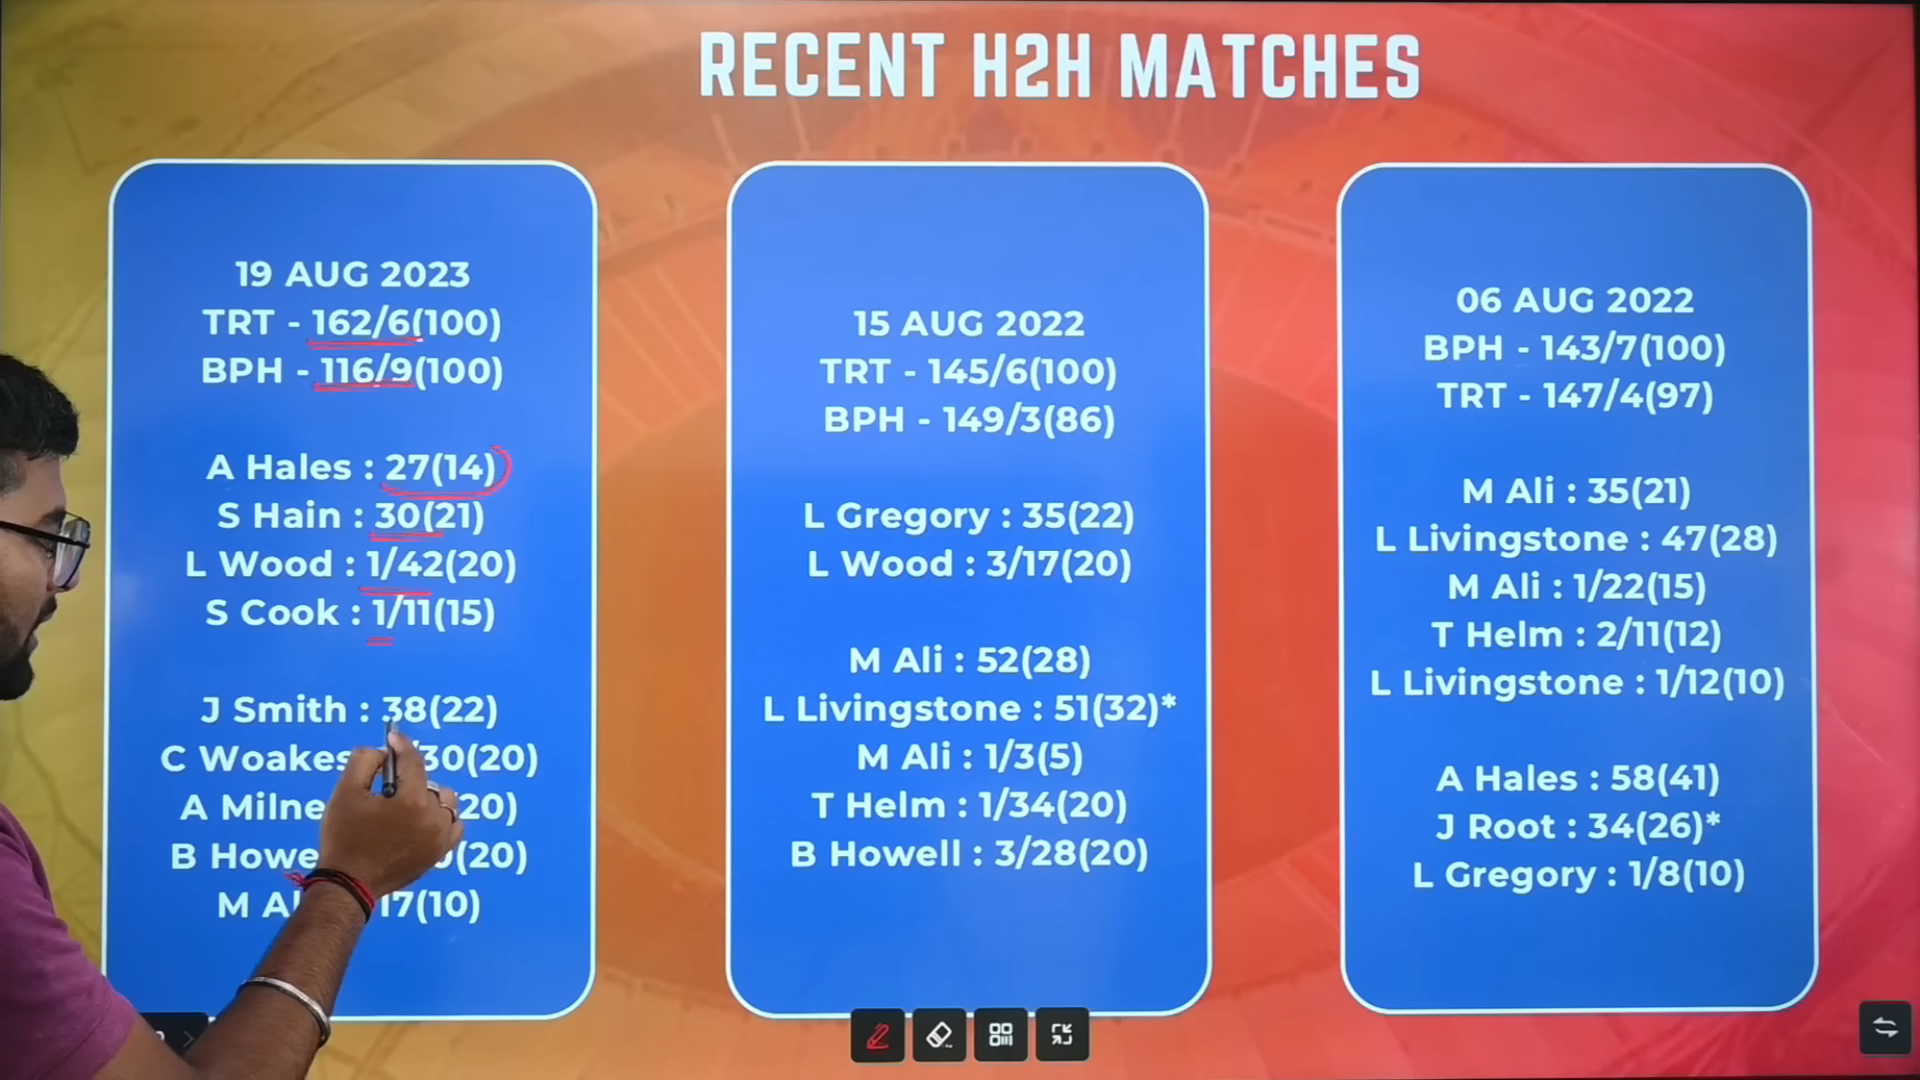 RECENT H2H MATCHES
19 AUG 2023
TRT - 162/6(100)
BPH - 116/9(100)
A Hales : 27(14)
S Hain : 30(21)
L Wood : 1/42(20)
S Cook : 1/11(15)
J Smith : 38(22)
C Woakes 30(20)
A Milne (20)
B Howe (20)
M 17(10)
15 AUG 2022
TRT - 145/6(100)
BPH - 149/3(86)
L Gregory : 35(22)
L Wood : 3/17(20)
M Ali : 52(28)
L Livingstone : 51(32)*
M Ali : 1/3(5)
T Helm : 1/34(20)
B Howell : 3/28(20)
06 AUG 2022
BPH - 143/7(100)
TRT - 147/4(97)
M Ali : 35(21)
L Livingstone : 47(28)
M Ali : 1/22(15)
T Helm : 2/11(12)
L Livingstone : 1/12(10)
A Hales : 58(41)
J Root : 34(26)*
L Gregory : 1/8(10)